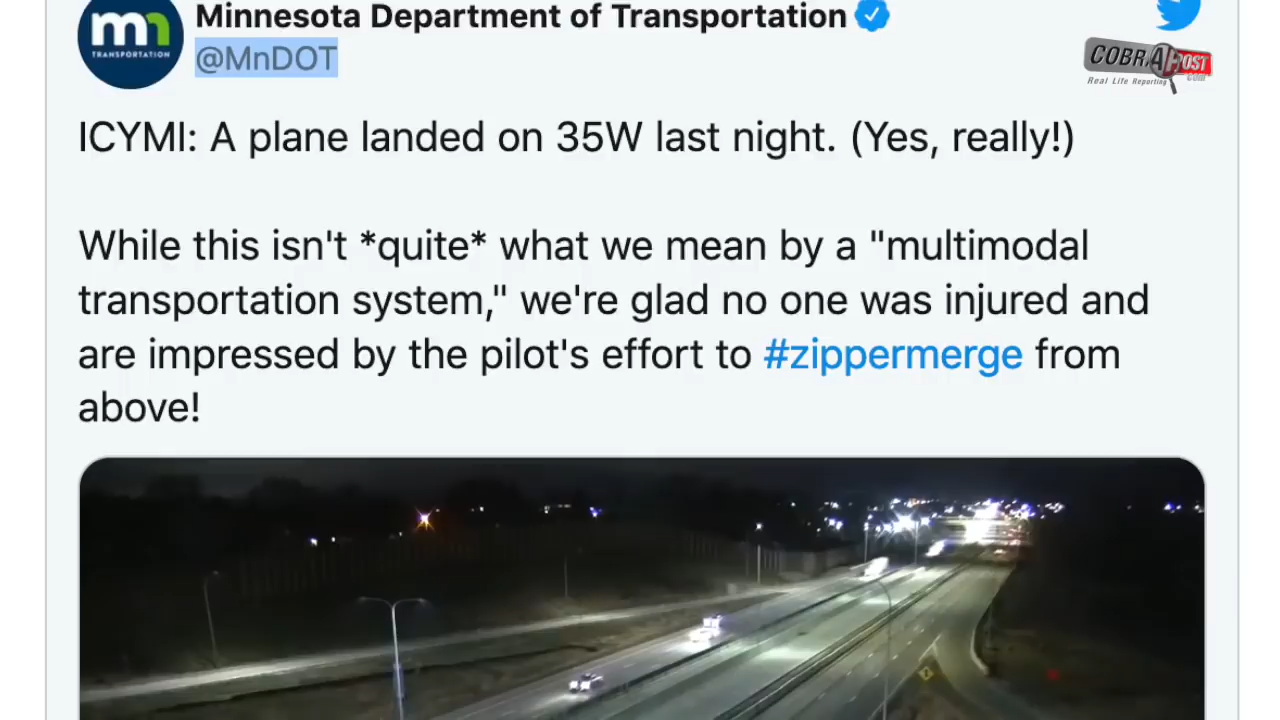 Minnesota Department of Transportation
@MnDOT
mn
TRANSPORTATION
COBRAPOST
.COM
Real Life Reporting
ICYMI: A plane landed on 35W last night. (Yes, really!)
While this isn't *quite* what we mean by a "multimodal
transportation system," we're glad no one was injured and
are impressed by the pilot's effort to #zippermerge from
above!